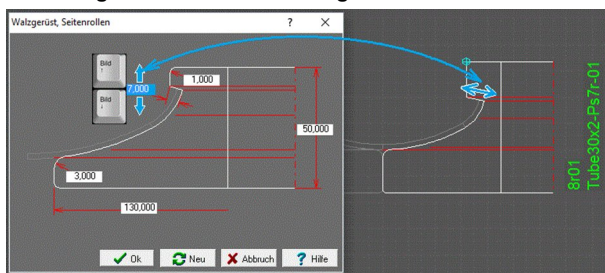 Walzgerüst, Seitenrollen
? ×
Bild
↑
7,000
Bild
↓
1,000
50,000
3,000
130,000
Ok
Neu
Abbruch
? Hilfe
8r01
Tube30x2-Ps7r-01